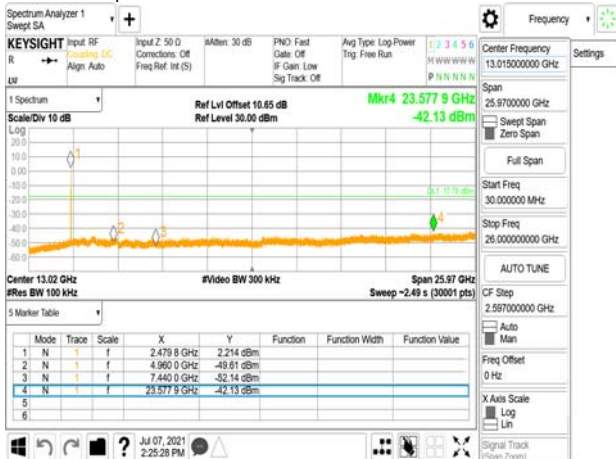 Spectrum Analyzer 1
Swept SA
+
Frequency
KEYSIGHT
Input: RF
Coupling: DC
Align: Auto
Input Z: 50 Ω
Corrections: Off
Freq Ref: Int (S)
#Atten: 30 dB
PNO: Fast
Gate: Off
IF Gain: Low
Sig Track: Off
Avg Type: Log-Power
Trig: Free Run
1 2 3 4 5 6
M W W W W W
P N N N N N
R
LXI
1 Spectrum
Scale/Div 10 dB
Log
Ref Lvl Offset 10.65 dB
Ref Level 30.00 dBm
Mkr4 23.577 9 GHz
-42.13 dBm
20.0
10.0
0.00
-10.0
-20.0
-30.0
-40.0
-50.0
-60.0
1
2
3
4
Center 13.02 GHz
#Res BW 100 kHz
#Video BW 300 kHz
Span 25.97 GHz
Sweep ~2.49 s (30001 pts)
5 Marker Table
Mode Trace Scale X Y Function Function Width Function Value
1 N 1 f 2.479 8 GHz 2.214 dBm
2 N 1 f 4.960 0 GHz -49.61 dBm
3 N 1 f 7.440 0 GHz -52.14 dBm
4 N 1 f 23.577 9 GHz -42.13 dBm
5
6
Jul 07, 2021
2:25:28 PM
?
Center Frequency
13.015000000 GHz
Settings
Span
25.9700000 GHz
Swept Span
Zero Span
Full Span
Start Freq
30.000000 MHz
Stop Freq
26.000000000 GHz
AUTO TUNE
CF Step
2.597000000 GHz
Auto
Man
Freq Offset
0 Hz
X Axis Scale
Log
Lin
Signal Track
(Span Zoom)